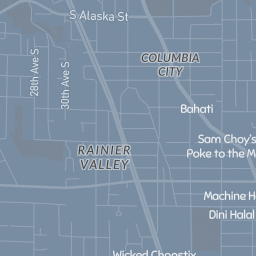 S Alaska St
COLUMBIA
CITY
28th Ave S
30th Ave S
Bahati
Sam Choy's
Poke to the M
RAINIER
VALLEY
Machine H
Dini Halal
Wicked Chopstix